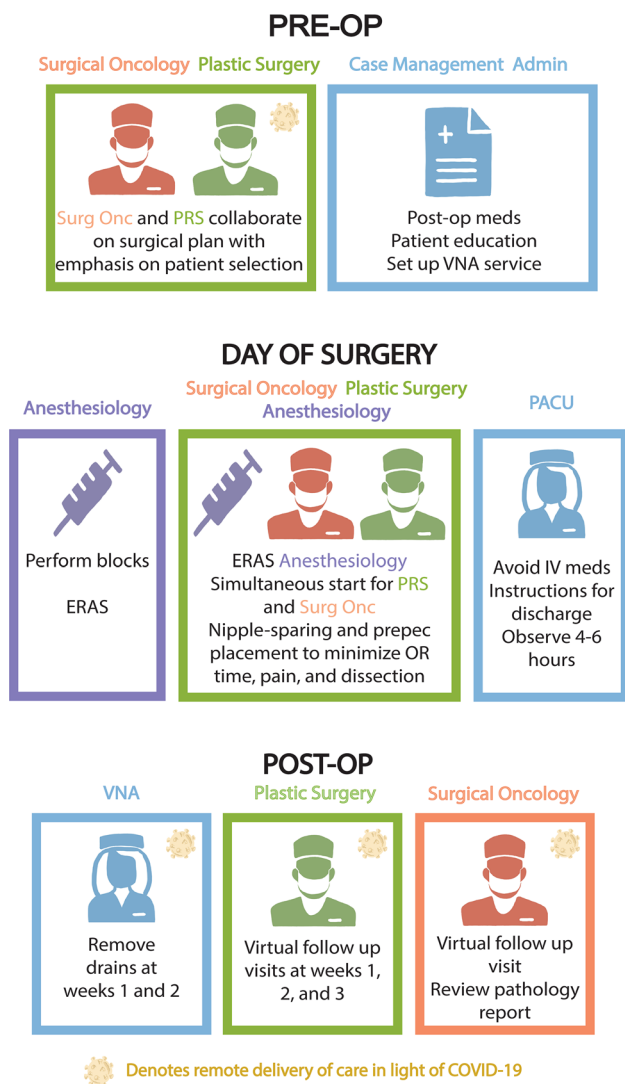 PRE-OP
Surgical Oncology Plastic Surgery
Case Management Admin
Surg Onc and PRS collaborate
on surgical plan with
emphasis on patient selection
Post-op meds
Patient education
Set up VNA service
DAY OF SURGERY
Anesthesiology
Surgical Oncology Plastic Surgery
Anesthesiology
PACU
Perform blocks
ERAS
ERAS Anesthesiology
Simultaneous start for PRS
and Surg Onc
Nipple-sparing and prepec
placement to minimize OR
time, pain, and dissection
Avoid IV meds
Instructions for
discharge
Observe 4-6
hours
POST-OP
VNA
Plastic Surgery
Surgical Oncology
Remove
drains at
weeks 1 and 2
Virtual follow up
visits at weeks 1,
2, and 3
Virtual follow up
visit
Review pathology
report
Denotes remote delivery of care in light of COVID-19